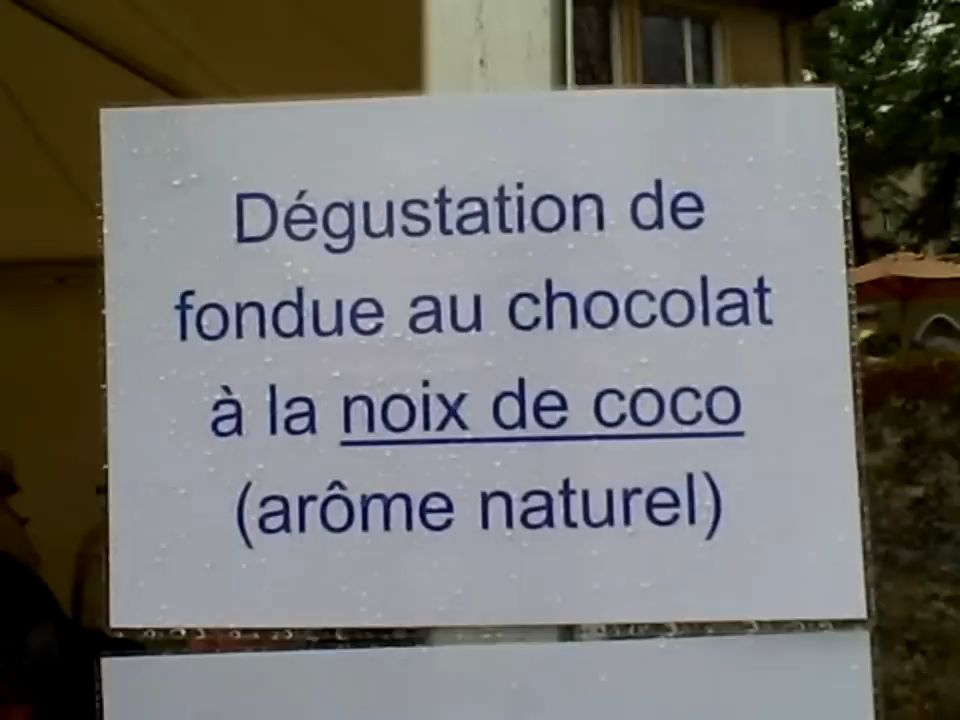 Dégustation de
fondue au chocolat
à la noix de coco
(arôme naturel)